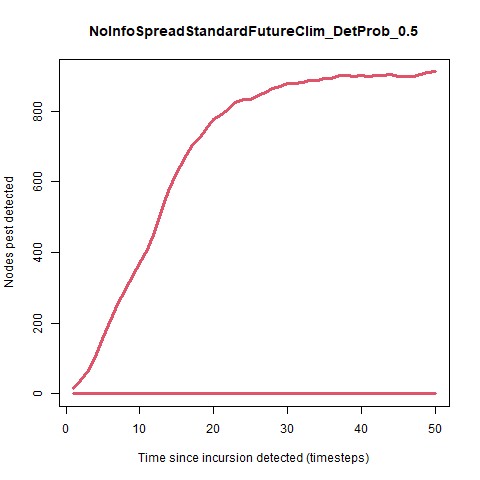 NoInfoSpreadStandardFutureClim_DetProb_0.5
Nodes pest detected
800
600
400
200
0
0 10 20 30 40 50
Time since incursion detected (timesteps)